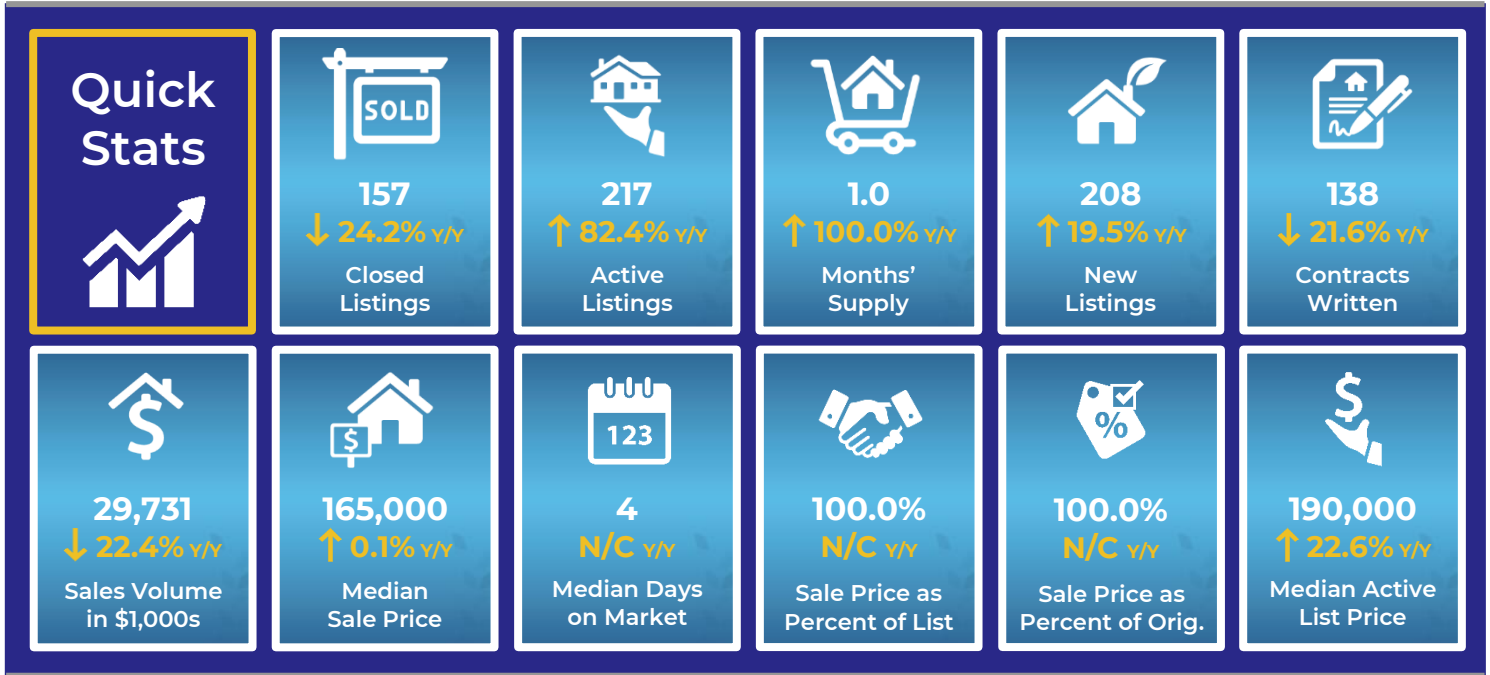 Quick
Stats
SOLD
157
↓ 24.2% Y/Y
Closed
Listings
217
↑ 82.4% Y/Y
Active
Listings
1.0
↑ 100.0% Y/Y
Months’
Supply
208
↑ 19.5% Y/Y
New
Listings
138
↓ 21.6% Y/Y
Contracts
Written
$
29,731
↓ 22.4% Y/Y
Sales Volume
in $1,000s
$
165,000
↑ 0.1% Y/Y
Median
Sale Price
123
4
N/C Y/Y
Median Days
on Market
100.0%
N/C Y/Y
Sale Price as
Percent of List
%
100.0%
N/C Y/Y
Sale Price as
Percent of Orig.
$
190,000
↑ 22.6% Y/Y
Median Active
List Price